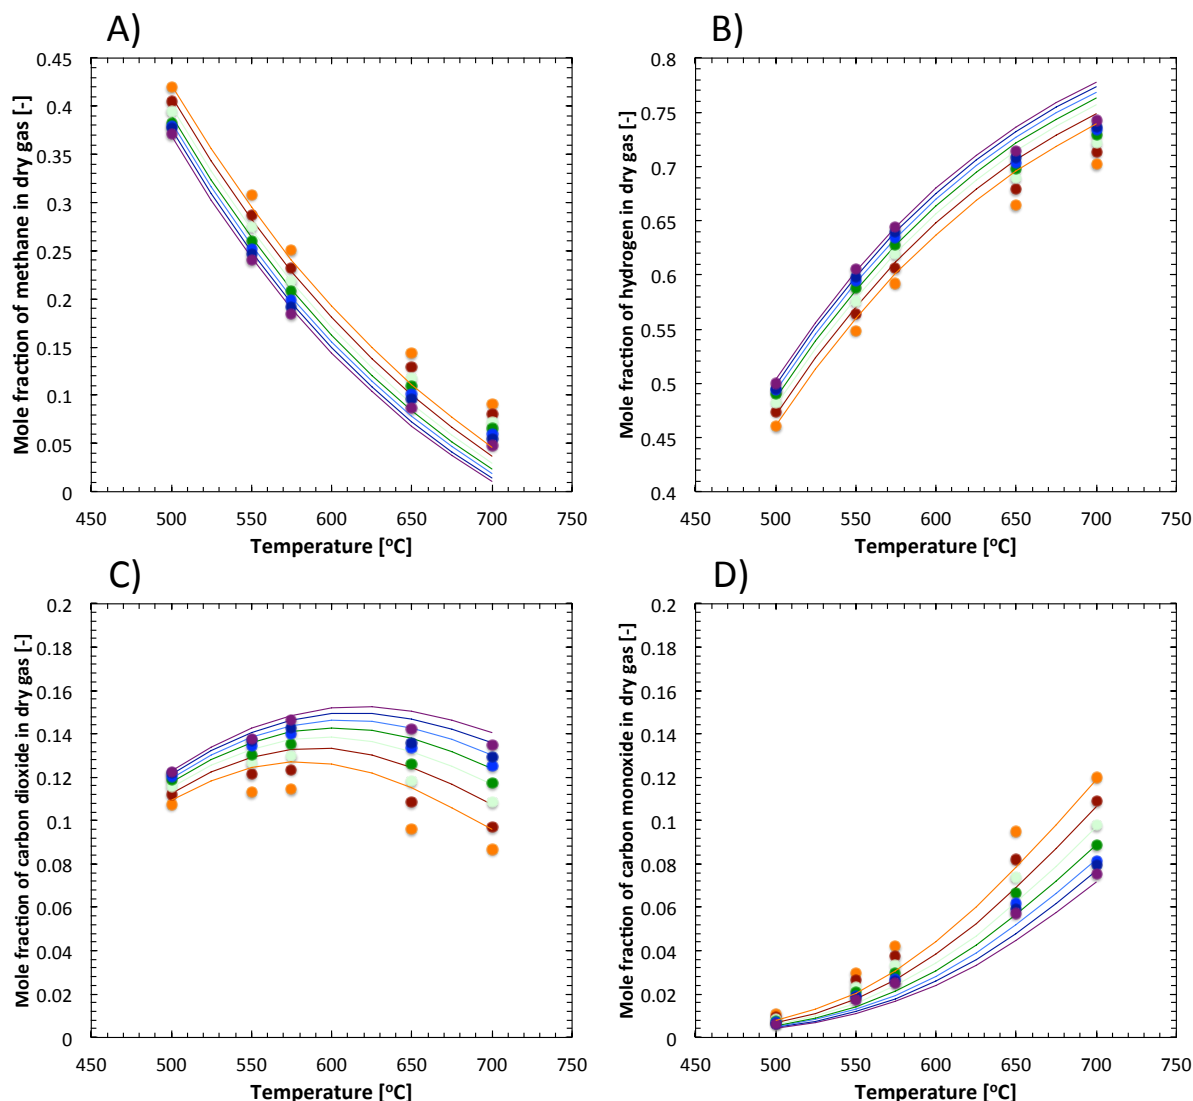 A)
Mole fraction of methane in dry gas [-]
0.45
0.4
0.35
0.3
0.25
0.2
0.15
0.1
0.05
0
450 500 550 600 650 700 750
Temperature [°C]
B)
Mole fraction of hydrogen in dry gas [-]
0.8
0.75
0.7
0.65
0.6
0.55
0.5
0.45
0.4
450 500 550 600 650 700 750
Temperature [°C]
C)
Mole fraction of carbon dioxide in dry gas [-]
0.2
0.18
0.16
0.14
0.12
0.1
0.08
0.06
0.04
0.02
0
450 500 550 600 650 700 750
Temperature [°C]
D)
Mole fraction of carbon monoxide in dry gas [-]
0.2
0.18
0.16
0.14
0.12
0.1
0.08
0.06
0.04
0.02
0
450 500 550 600 650 700 750
Temperature [°C]